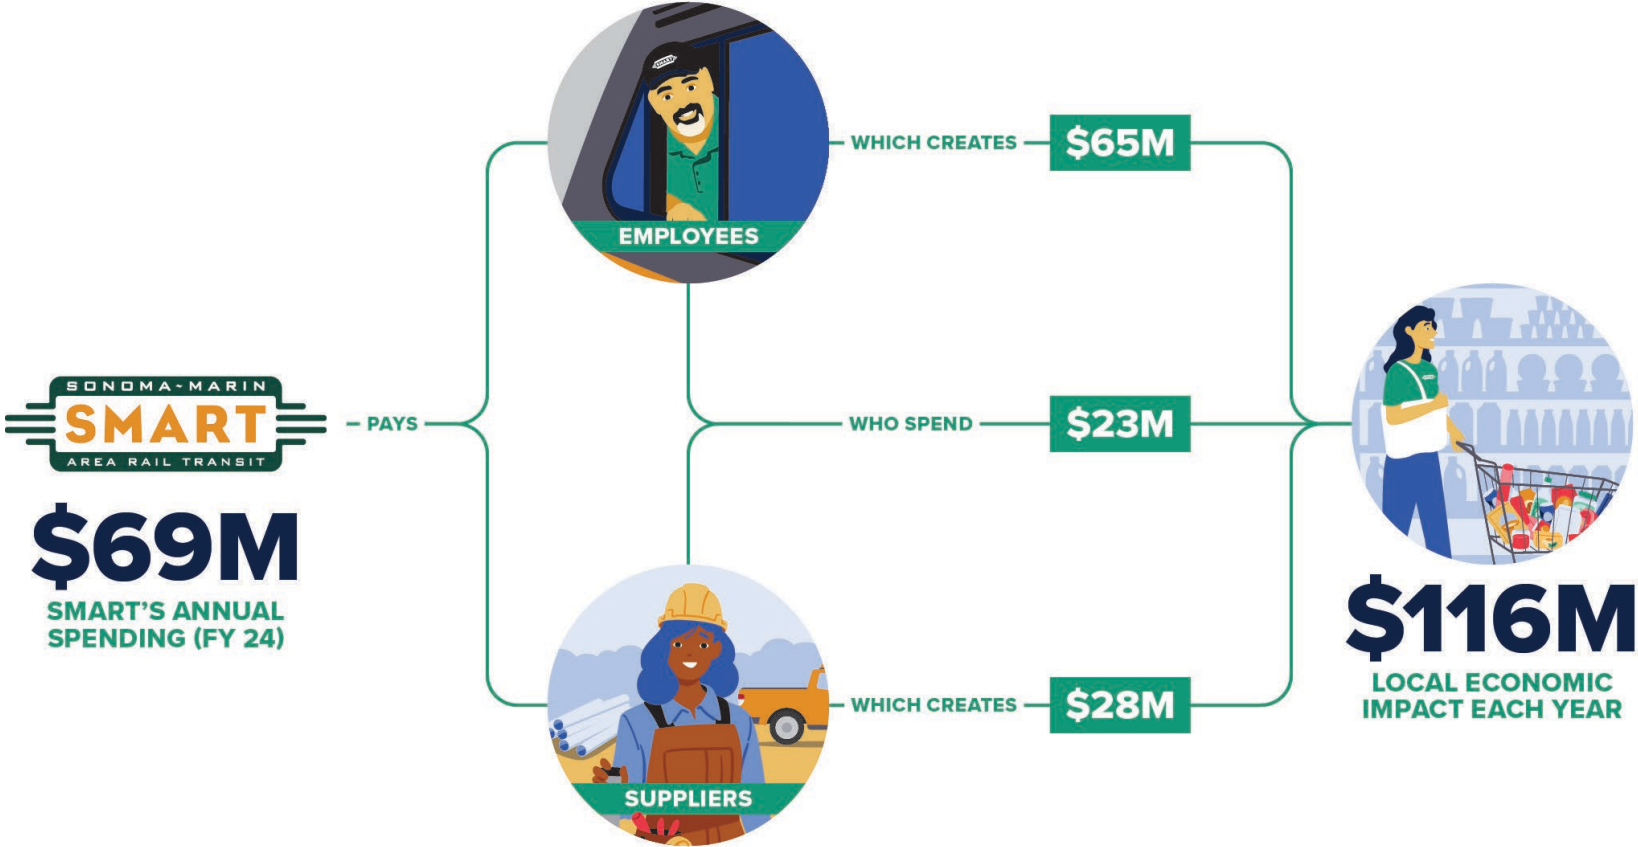 SONOMA-MARIN
SMART
AREA RAIL TRANSIT
$69M
SMART'S ANNUAL
SPENDING (FY 24)
PAYS
SMART
EMPLOYEES
WHICH CREATES
$65M
WHO SPEND
$23M
SUPPLIERS
WHICH CREATES
$28M
$116M
LOCAL ECONOMIC
IMPACT EACH YEAR